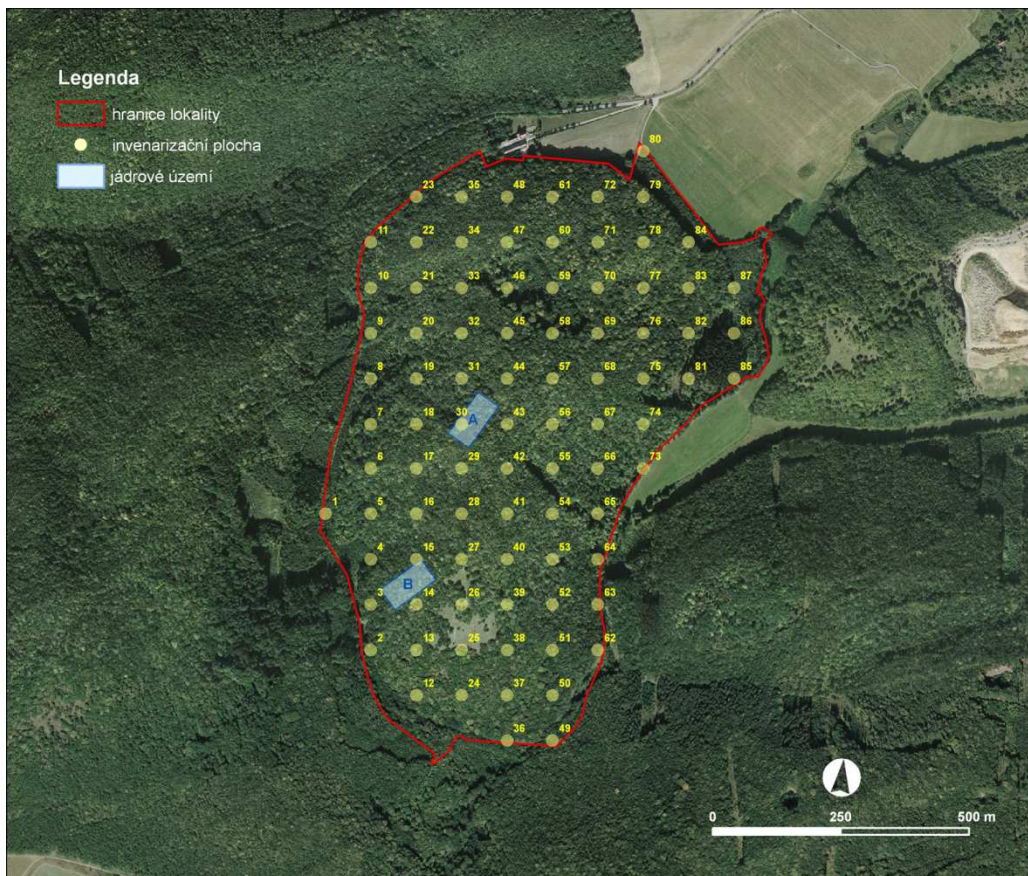 Legenda
hranice lokality
invenarizační plocha
jádrové území
80
23 35 48 61 72 79
11 22 34 47 60 71 78 84
10 21 33 46 59 70 77 83 87
9 20 32 45 58 69 76 82 86
8 19 31 44 57 68 75 81 85
7 18 30 A 43 56 67 74
6 17 29 42 55 66 73
1 5 16 28 41 54 65
4 15 27 40 53 64
B
3 14 26 39 52 63
2 13 25 38 51 62
12 24 37 50
36 49
0 250 500 m